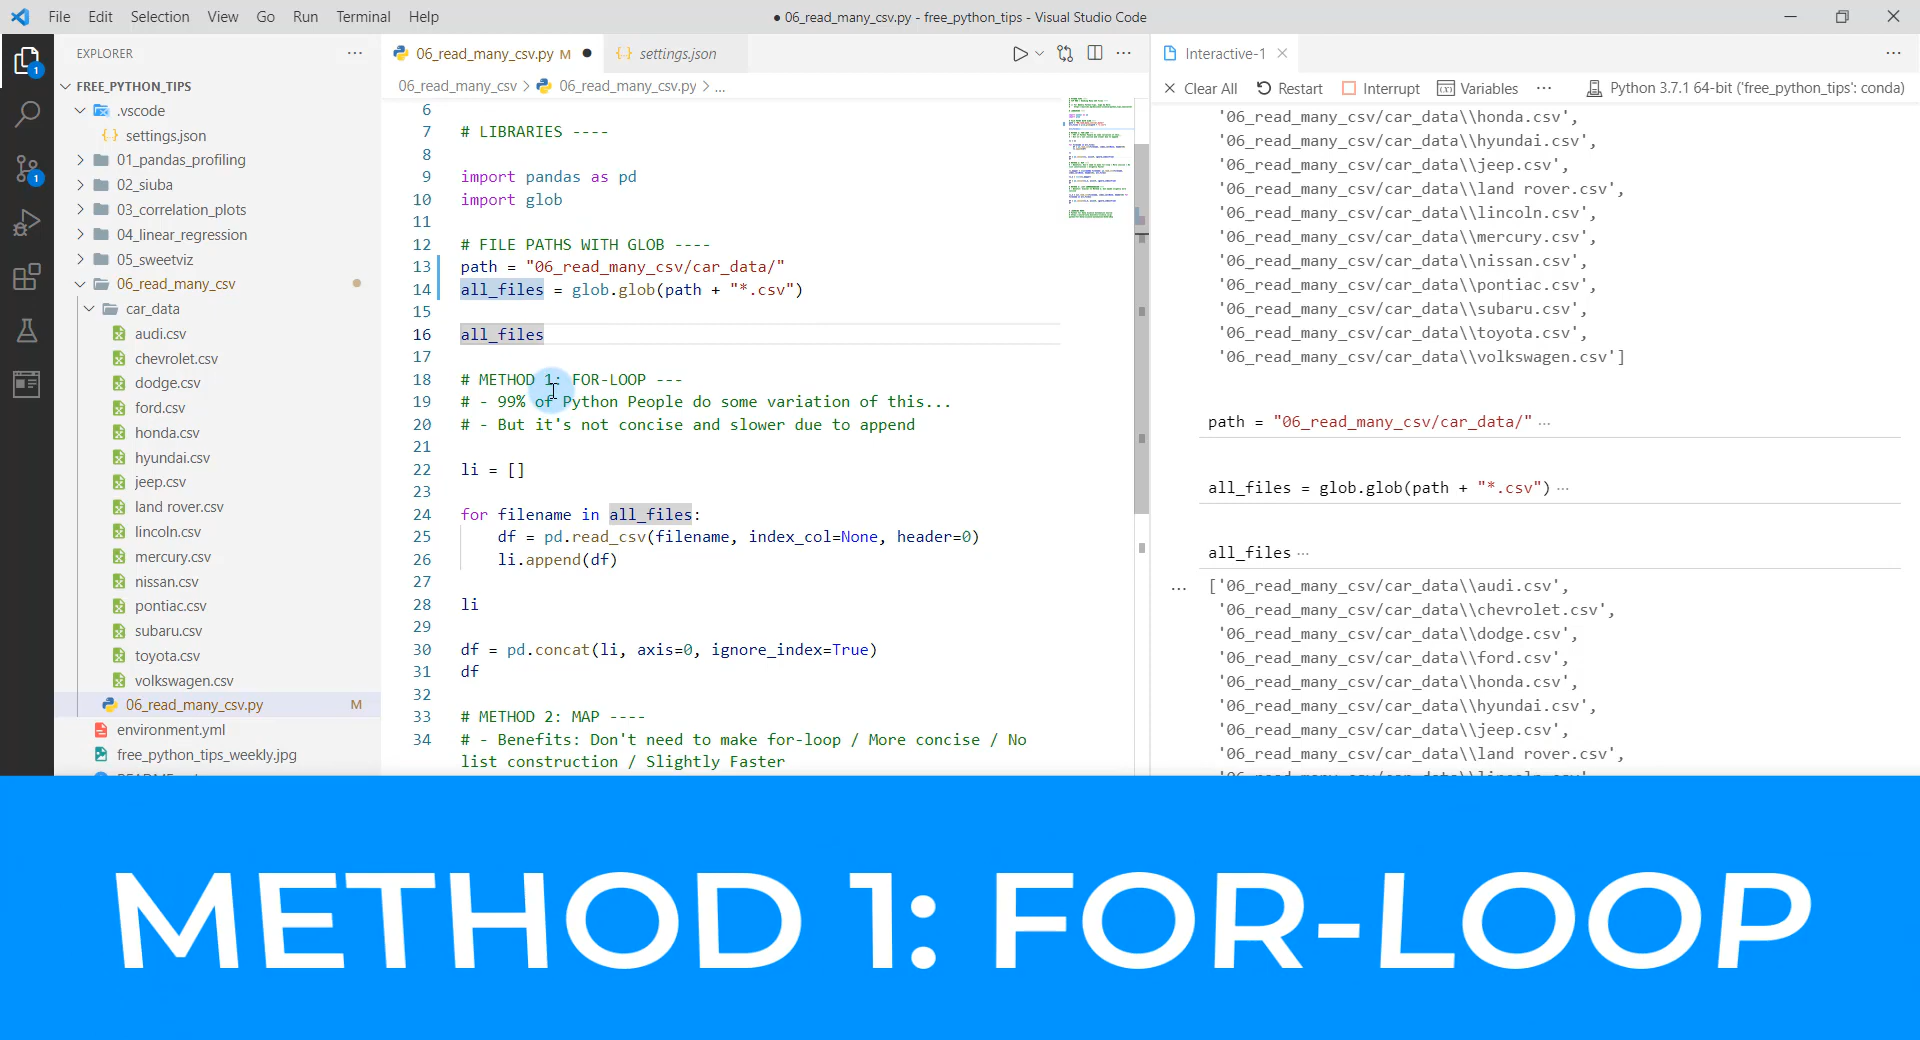 File Edit Selection View Go Run Terminal Help
● 06_read_many_csv.py - free_python_tips - Visual Studio Code
EXPLORER
FREE_PYTHON_TIPS
.vscode
settings.json
01_pandas_profiling
02_siuba
03_correlation_plots
04_linear_regression
05_sweetviz
06_read_many_csv
car_data
audi.csv
chevrolet.csv
dodge.csv
ford.csv
honda.csv
hyundai.csv
jeep.csv
land rover.csv
lincoln.csv
mercury.csv
nissan.csv
pontiac.csv
subaru.csv
toyota.csv
volkswagen.csv
06_read_many_csv.py M
environment.yml
free_python_tips_weekly.jpg
1
1
06_read_many_csv.py M ● settings.json
06_read_many_csv > 06_read_many_csv.py > ...
6
7 # LIBRARIES ----
8
9 import pandas as pd
10 import glob
11
12 # FILE PATHS WITH GLOB ----
13 path = "06_read_many_csv/car_data/"
14 all_files = glob.glob(path + "*.csv")
15
16 all_files
17
18 # METHOD 1: FOR-LOOP ---
19 # - 99% of Python People do some variation of this...
20 # - But it's not concise and slower due to append
21
22 li = []
23
24 for filename in all_files:
25 df = pd.read_csv(filename, index_col=None, header=0)
26 li.append(df)
27
28 li
29
30 df = pd.concat(li, axis=0, ignore_index=True)
31 df
32
33 # METHOD 2: MAP ----
34 # - Benefits: Don't need to make for-loop / More concise / No
list construction / Slightly Faster
Interactive-1
Clear All Restart Interrupt Variables ... Python 3.7.1 64-bit ('free_python_tips': conda)
'06_read_many_csv/car_data\\honda.csv',
'06_read_many_csv/car_data\\hyundai.csv',
'06_read_many_csv/car_data\\jeep.csv',
'06_read_many_csv/car_data\\land rover.csv',
'06_read_many_csv/car_data\\lincoln.csv',
'06_read_many_csv/car_data\\mercury.csv',
'06_read_many_csv/car_data\\nissan.csv',
'06_read_many_csv/car_data\\pontiac.csv',
'06_read_many_csv/car_data\\subaru.csv',
'06_read_many_csv/car_data\\toyota.csv',
'06_read_many_csv/car_data\\volkswagen.csv']
path = "06_read_many_csv/car_data/" ...
all_files = glob.glob(path + "*.csv") ...
all_files ...
['06_read_many_csv/car_data\\audi.csv',
'06_read_many_csv/car_data\\chevrolet.csv',
'06_read_many_csv/car_data\\dodge.csv',
'06_read_many_csv/car_data\\ford.csv',
'06_read_many_csv/car_data\\honda.csv',
'06_read_many_csv/car_data\\hyundai.csv',
'06_read_many_csv/car_data\\jeep.csv',
'06_read_many_csv/car_data\\land rover.csv',
METHOD 1: FOR-LOOP